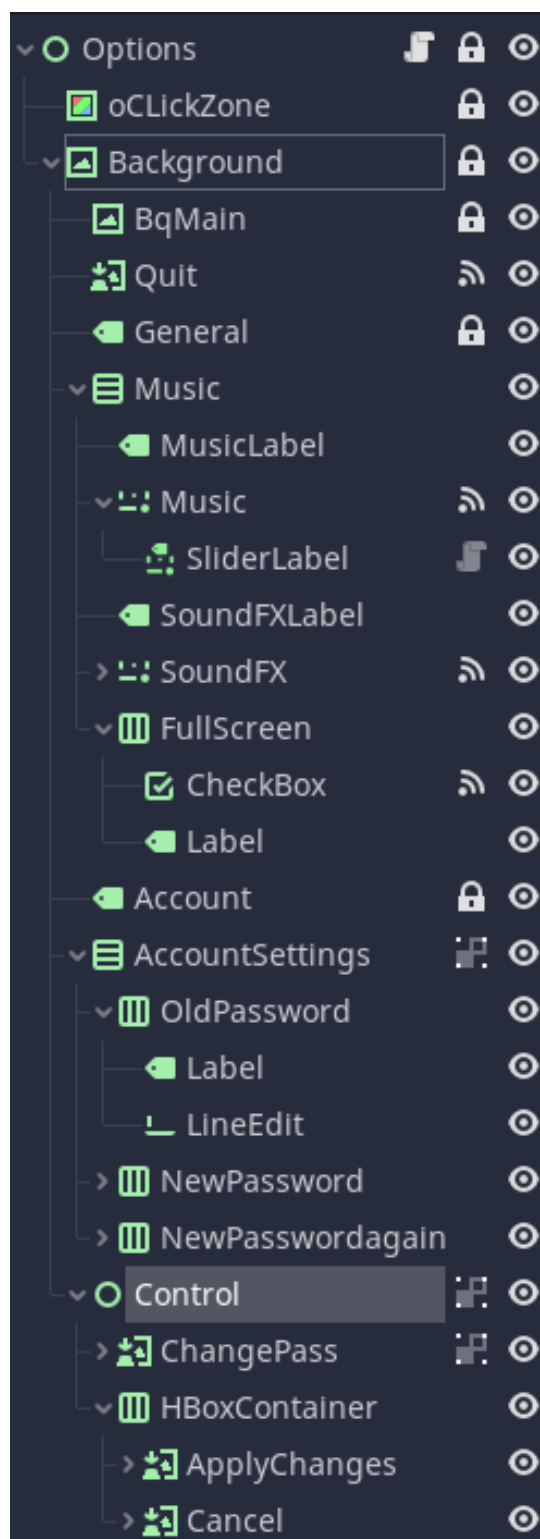 Options
oCLickZone
Background
BqMain
Quit
General
Music
MusicLabel
Music
SliderLabel
SoundFXLabel
SoundFX
FullScreen
CheckBox
Label
Account
AccountSettings
OldPassword
Label
LineEdit
NewPassword
NewPasswordagain
Control
ChangePass
HBoxContainer
ApplyChanges
Cancel